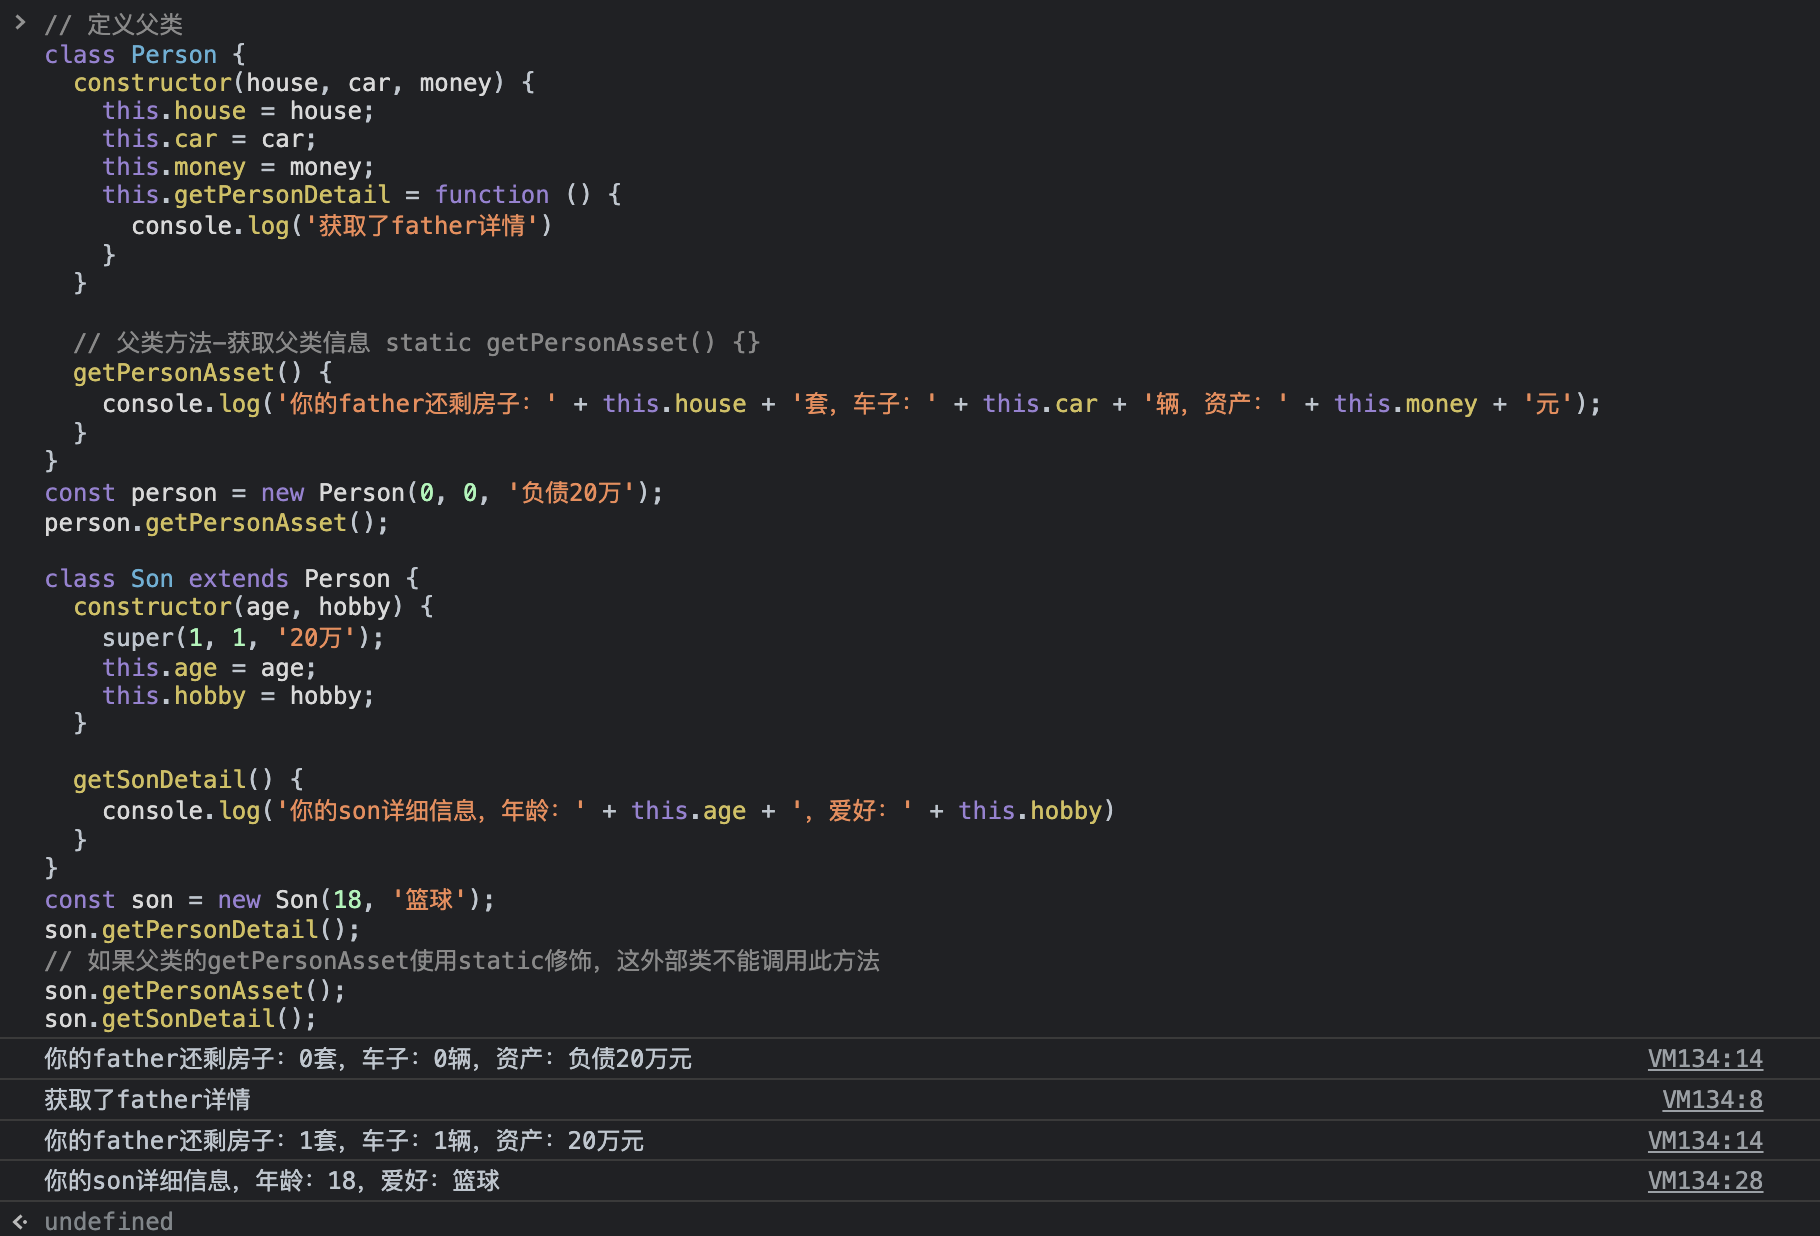 // 定义父类
class Person {
  constructor(house, car, money) {
    this.house = house;
    this.car = car;
    this.money = money;
    this.getPersonDetail = function () {
      console.log('获取了father详情')
    }
  }

  // 父类方法-获取父类信息 static getPersonAsset() {}
  getPersonAsset() {
    console.log('你的father还剩房子：' + this.house + '套，车子：' + this.car + '辆，资产：' + this.money + '元');
  }
}
const person = new Person(0, 0, '负债20万');
person.getPersonAsset();

class Son extends Person {
  constructor(age, hobby) {
    super(1, 1, '20万');
    this.age = age;
    this.hobby = hobby;
  }

  getSonDetail() {
    console.log('你的son详细信息，年龄：' + this.age + '，爱好：' + this.hobby)
  }
}
const son = new Son(18, '篮球');
son.getPersonDetail();
// 如果父类的getPersonAsset使用static修饰，这外部类不能调用此方法
son.getPersonAsset();
son.getSonDetail();
你的father还剩房子：0套，车子：0辆，资产：负债20万元 VM134:14
获取了father详情 VM134:8
你的father还剩房子：1套，车子：1辆，资产：20万元 VM134:14
你的son详细信息，年龄：18，爱好：篮球 VM134:28
undefined